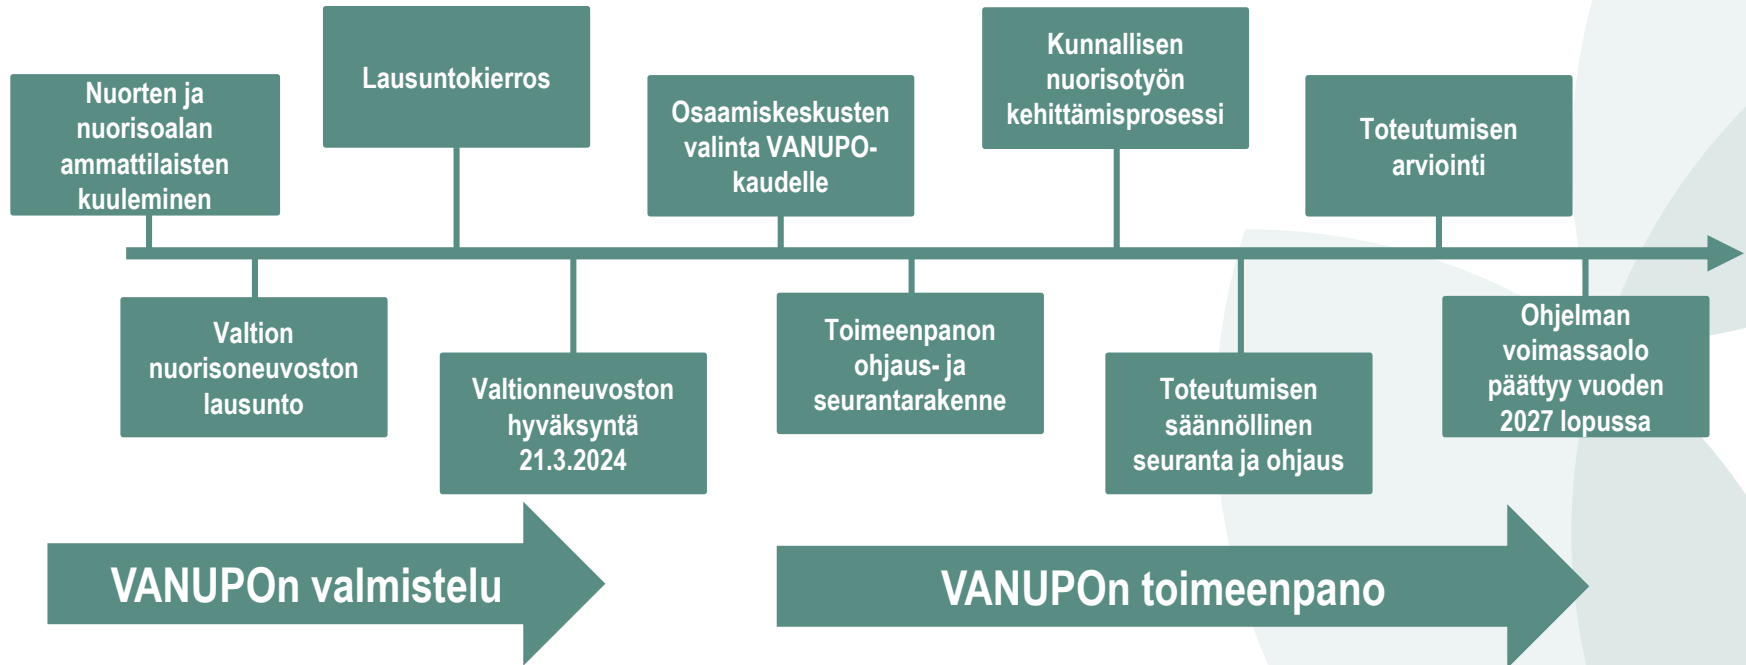 Nuorten ja
nuorisoalan
ammattilaisten
kuuleminen
Lausuntokierros
Osaamiskeskusten
valinta VANUPO-
kaudelle
Kunnallisen
nuorisotyön
kehittämisprosessi
Toteutumisen
arviointi
Valtion
nuorisoneuvoston
lausunto
Valtionneuvoston
hyväksyntä
21.3.2024
Toimeenpanon
ohjaus- ja
seurantarakenne
Toteutumisen
säännöllinen
seuranta ja ohjaus
Ohjelman
voimassaolo
päättyy vuoden
2027 lopussa
VANUPOn valmistelu
VANUPOn toimeenpano